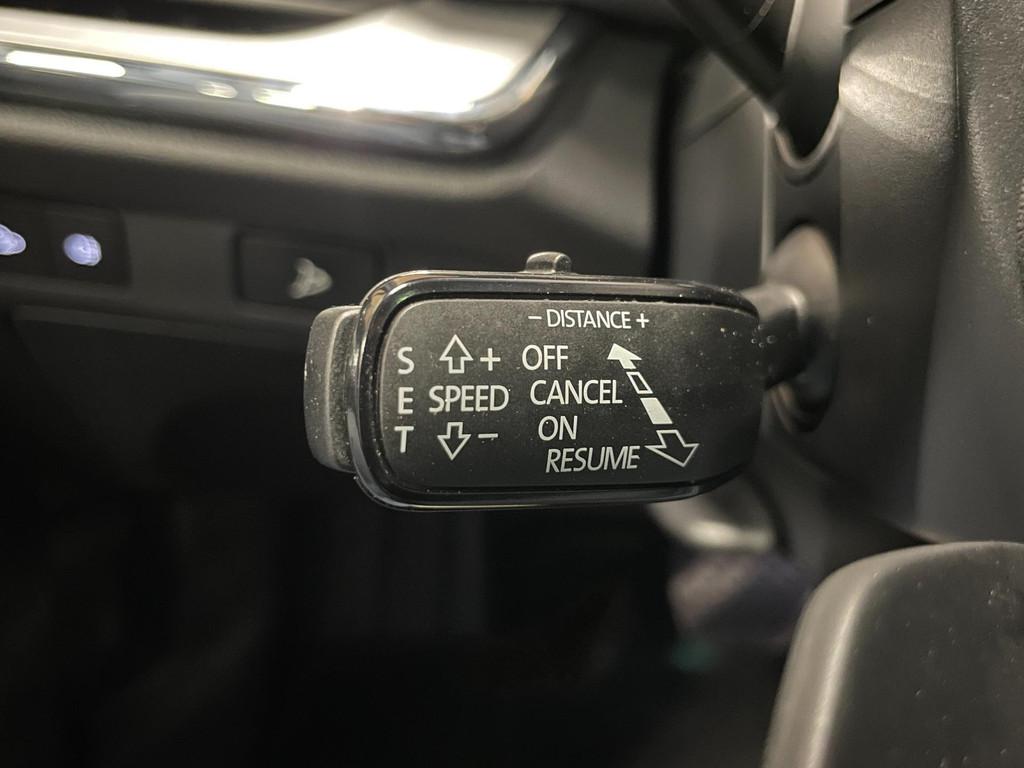 - DISTANCE +
S + OFF
E SPEED CANCEL
T - ON
RESUME